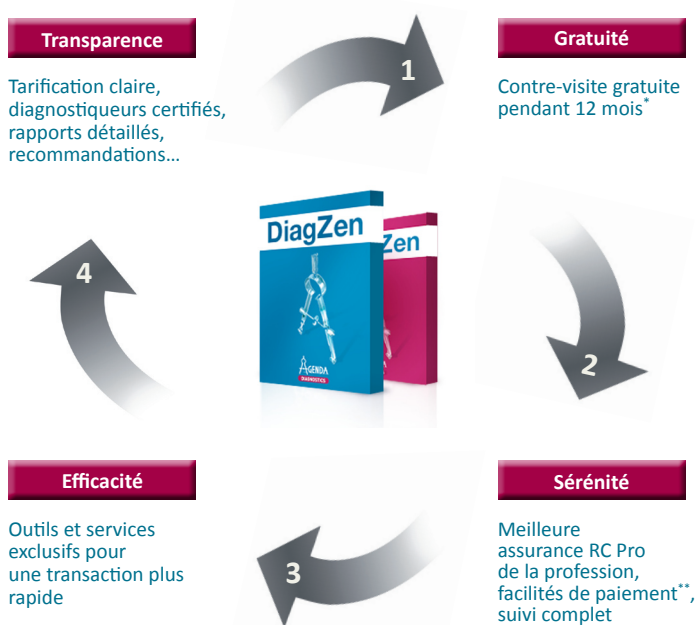 Transparence
Tarification claire,
diagnostiqueurs certifiés,
rapports détaillés,
recommandations…
1
Gratuité
Contre-visite gratuite
pendant 12 mois*
DiagZen
Zen
AGENDA
DIAGNOSTICS
4
2
Efficacité
Outils et services
exclusifs pour
une transaction plus
rapide
3
Sérénité
Meilleure
assurance RC Pro
de la profession,
facilités de paiement**,
suivi complet